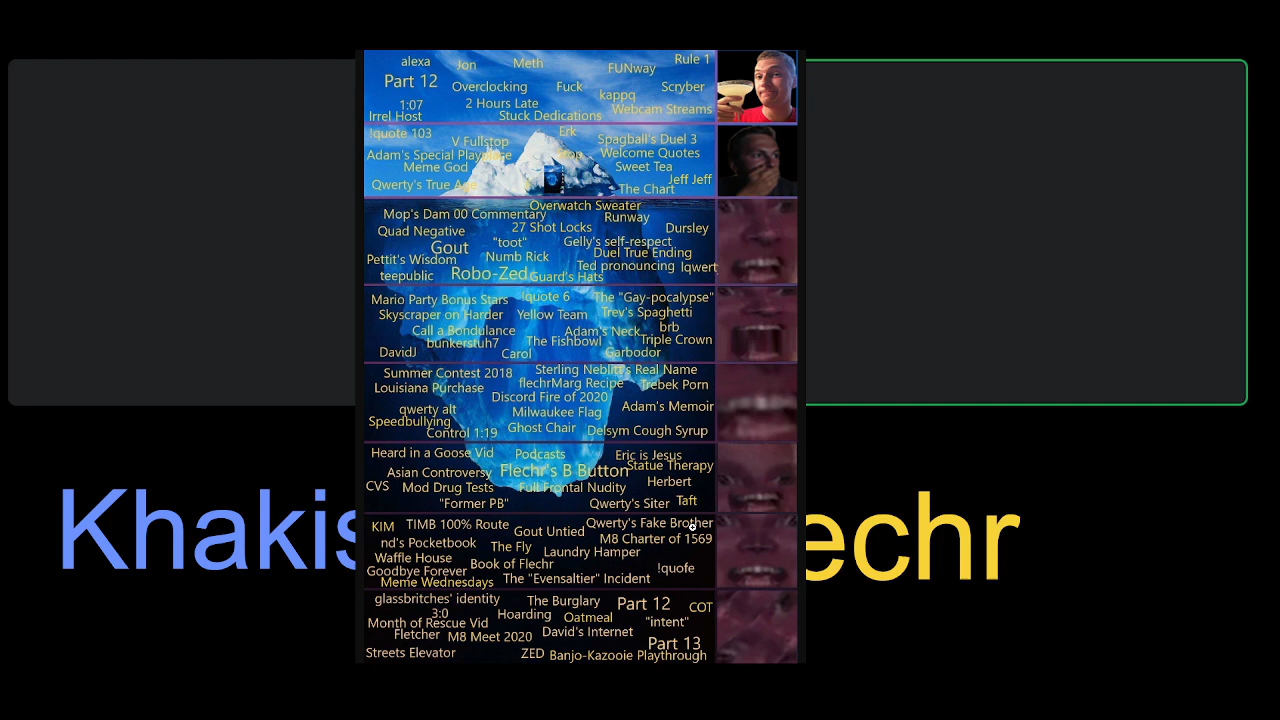 alexa Jon Meth FUNway Rule 1
Part 12 Overclocking Fuck kappq Scryber
1:07 2 Hours Late Webcam Streams
Irrel Host Stuck Dedications
!quote 103 V Fullstop Erk Spagball's Duel 3
Adam's Special Playplace Welcome Quotes
Meme God Sweet Tea
Qwerty's True Age The Chart Jeff Jeff
Mop's Dam 00 Commentary Overwatch Sweater
Runway
Quad Negative 27 Shot Locks Dursley
Gout "toot" Gelly's self-respect
Pettit's Wisdom Numb Rick Duel True Ending
teepublic Robo-Zed Guard's Hats Ted pronouncing Iqwert
Mario Party Bonus Stars !quote 6 The "Gay-pocalypse"
Skyscraper on Harder Yellow Team Trev's Spaghetti
Call a Bondulance Adam's Neck brb
bunkerstuh7 The Fishbowl Triple Crown
DavidJ Carol Garbodor
Summer Contest 2018 Sterling Neblitt's Real Name
Louisiana Purchase flechrMarg Recipe Trebek Porn
Discord Fire of 2020
qwerty alt Milwaukee Flag Adam's Memoir
Speedbullying
Control 1:19 Ghost Chair Delsym Cough Syrup
Heard in a Goose Vid Podcasts Eric is Jesus
Asian Controversy Flechr's B Button Statue Therapy
CVS Mod Drug Tests Full Frontal Nudity Herbert
"Former PB" Qwerty's Siter Taft
KIM TIMB 100% Route Gout Untied Qwerty's Fake Brother
nd's Pocketbook The Fly M8 Charter of 1569
Waffle House Laundry Hamper
Goodbye Forever Book of Flechr !quofe
Meme Wednesdays The "Evensaltier" Incident
glassbritches' identity The Burglary Part 12 COT
3:0 Hoarding Oatmeal
Month of Rescue Vid "intent"
Fletcher M8 Meet 2020 David's Internet Part 13
Streets Elevator ZED Banjo-Kazooie Playthrough
Khakis echr